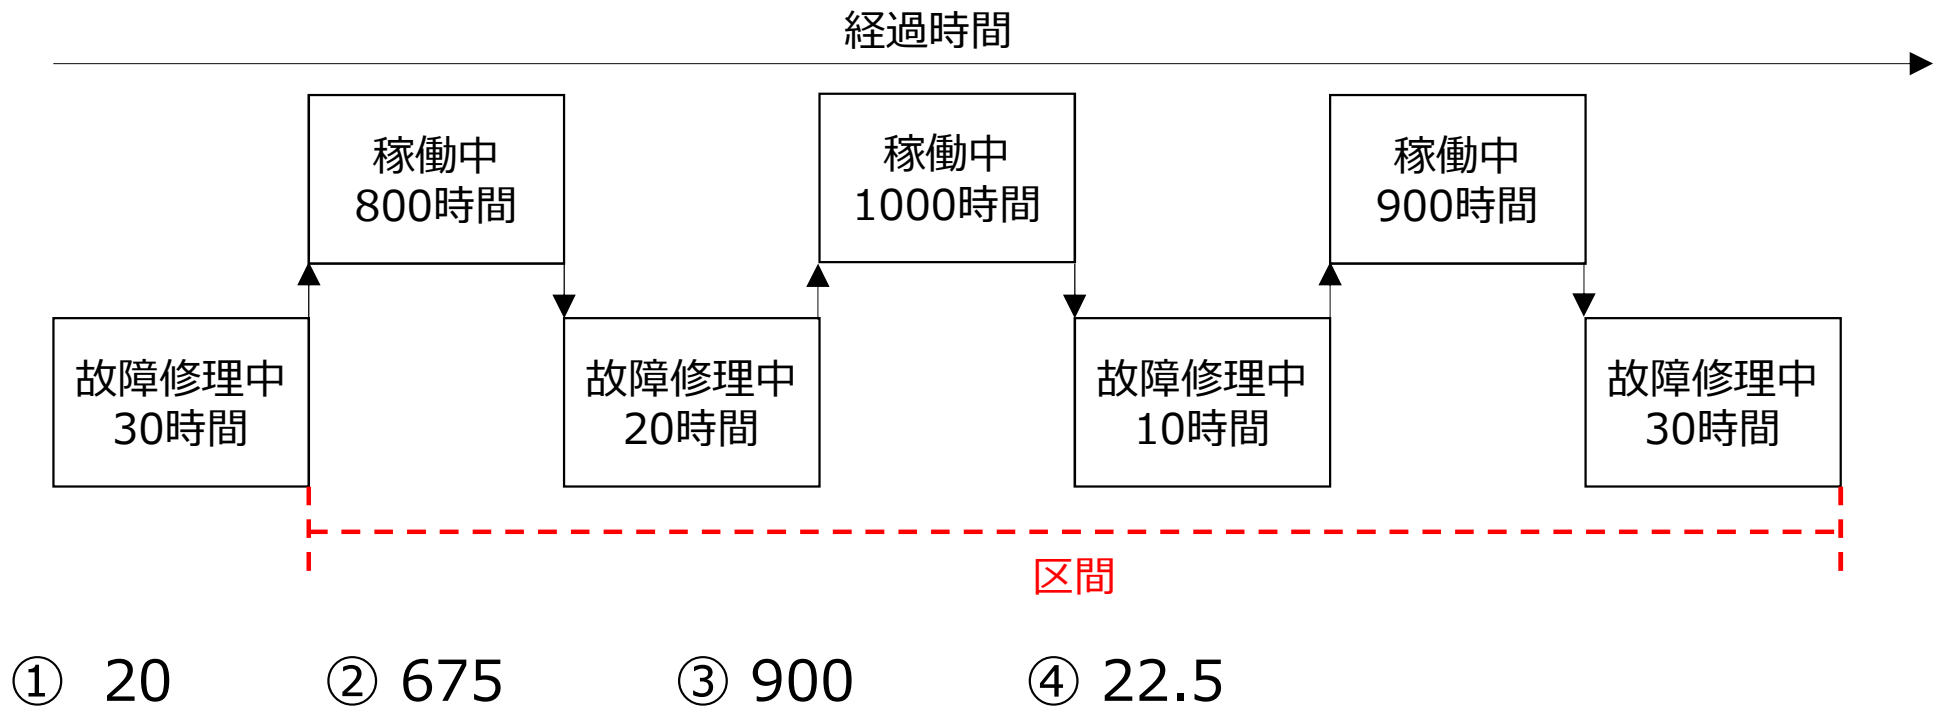 経過時間
稼働中
800時間
稼働中
1000時間
稼働中
900時間
故障修理中
30時間
故障修理中
20時間
故障修理中
10時間
故障修理中
30時間
区間
① 20 ② 675 ③ 900 ④ 22.5